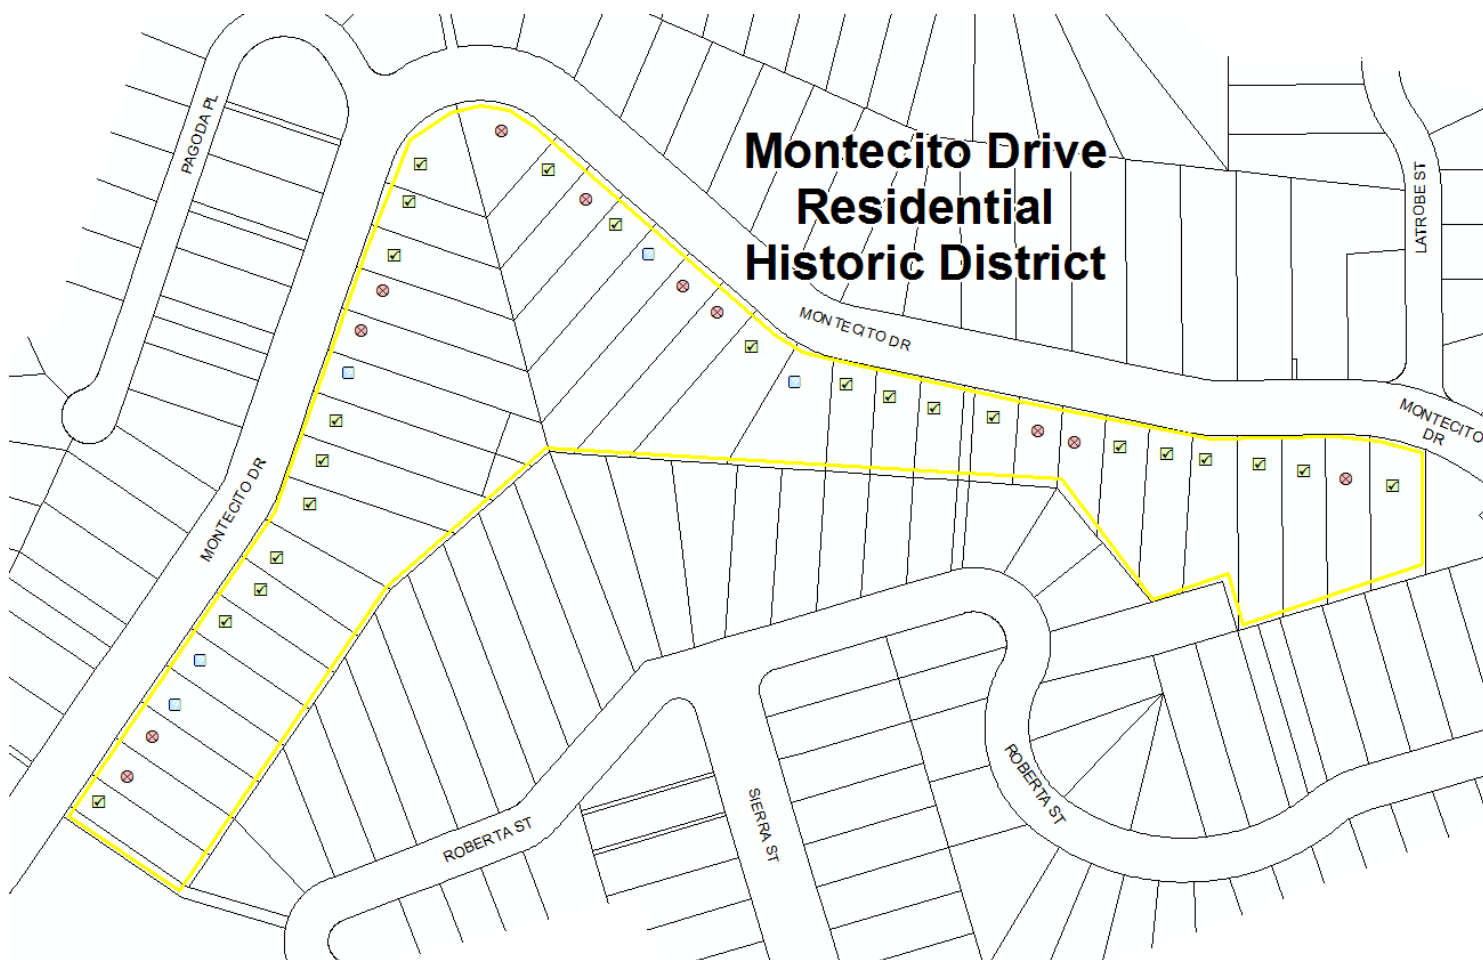 Montecito Drive
Residential
Historic District
PAGODA PL
LATROBE ST
MONTECITO DR
MONTECITO
DR
MONTECITO DR
ROBERTA ST
SIERRA ST
ROBERTA ST